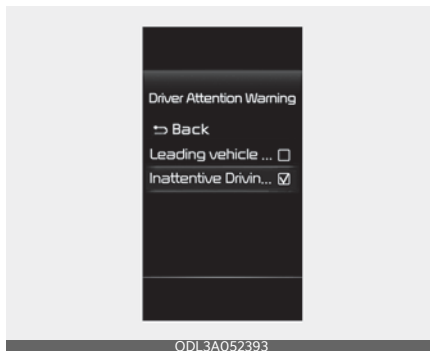 Driver Attention Warning
Back
Leading vehicle ...
Inattentive Drivin...
ODL3A052393